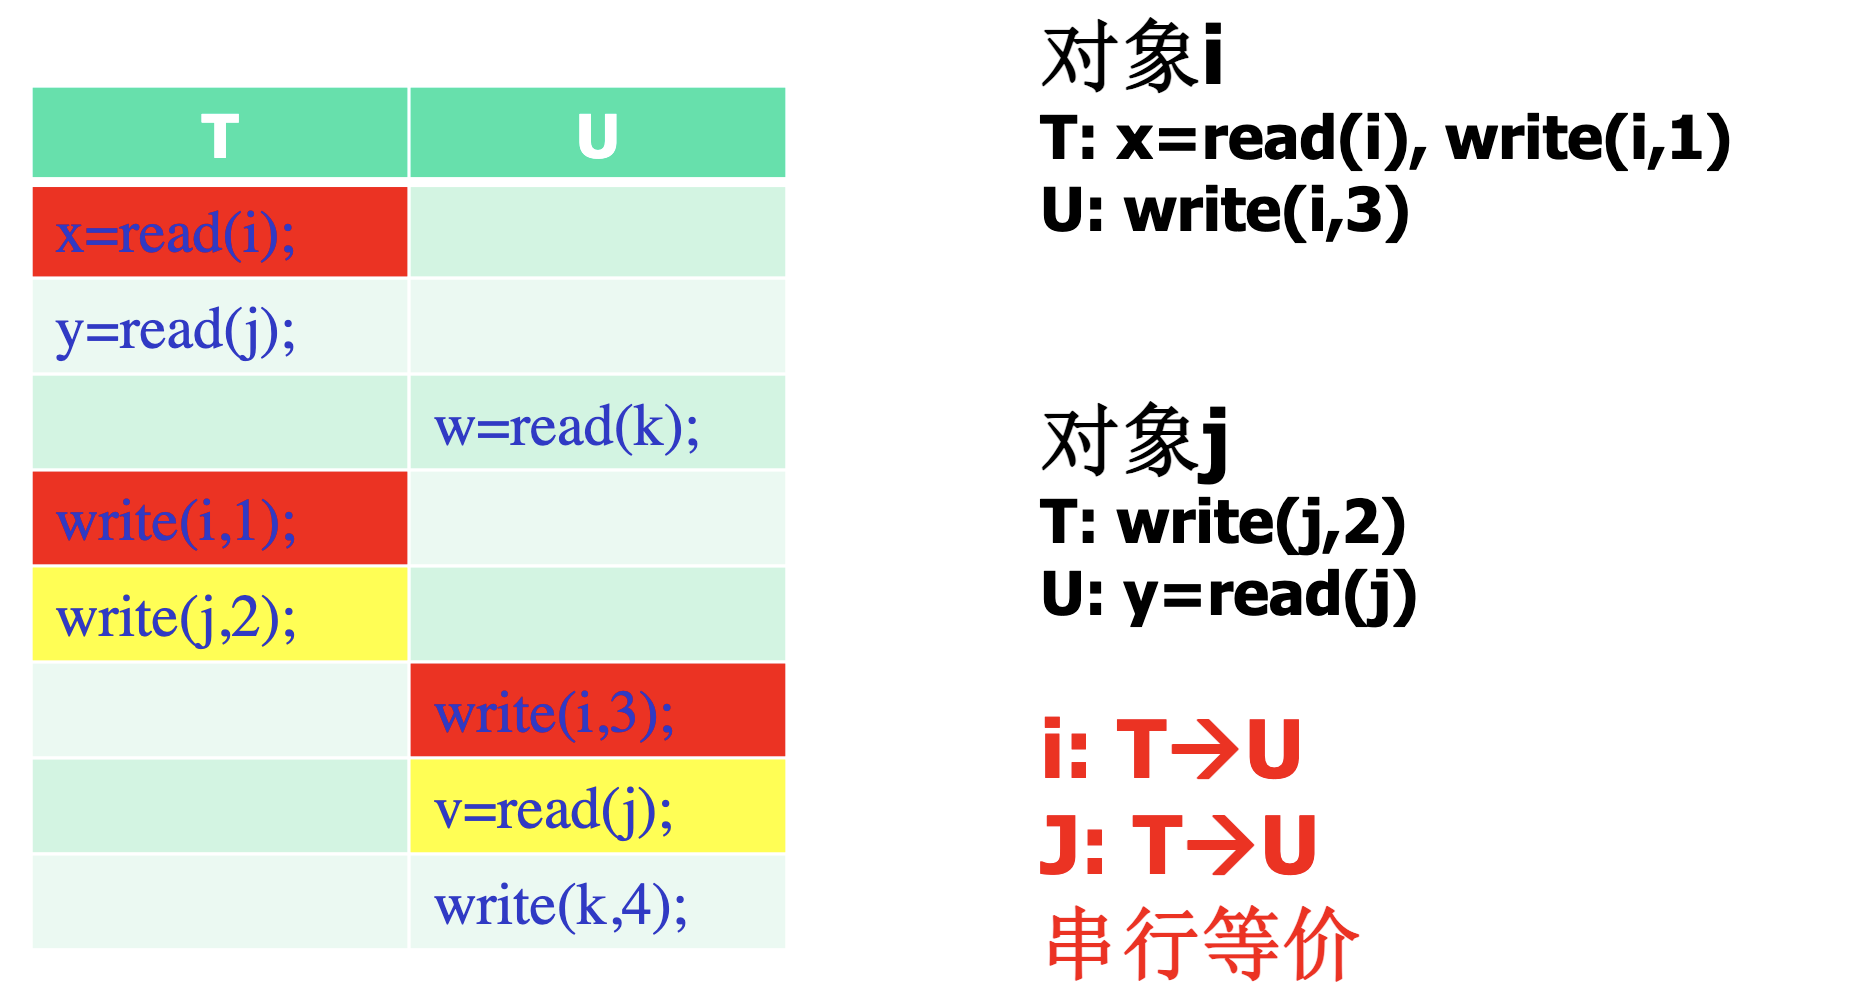 T U
x=read(i);
y=read(j);
w=read(k);
write(i,1);
write(j,2);
write(i,3);
v=read(j);
write(k,4);
对象i
T: x=read(i), write(i,1)
U: write(i,3)
对象j
T: write(j,2)
U: y=read(j)
i: T→U
J: T→U
串行等价